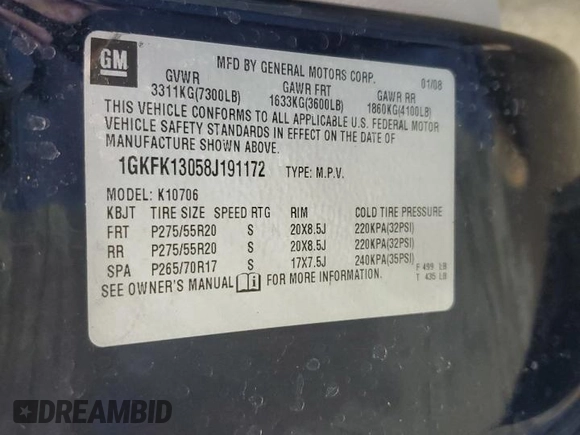 GM
MFD BY GENERAL MOTORS CORP. 01/08
GVWR GAWR FRT GAWR RR
3311KG(7300LB) 1633KG(3600LB) 1860KG(4100LB)
THIS VEHICLE CONFORMS TO ALL APPLICABLE U.S. FEDERAL MOTOR
VEHICLE SAFETY STANDARDS IN EFFECT ON THE DATE OF
MANUFACTURE SHOWN ABOVE.
1GKFK13058J191172 TYPE: M.P.V.
MODEL: K10706
KBJT TIRE SIZE SPEED RTG RIM COLD TIRE PRESSURE
FRT P275/55R20 S 20X8.5J 220KPA(32PSI)
RR P275/55R20 S 20X8.5J 220KPA(32PSI)
SPA P265/70R17 S 17X7.5J 240KPA(35PSI) F 499 LB
SEE OWNER'S MANUAL FOR MORE INFORMATION. T 435 LB
DREAMBID